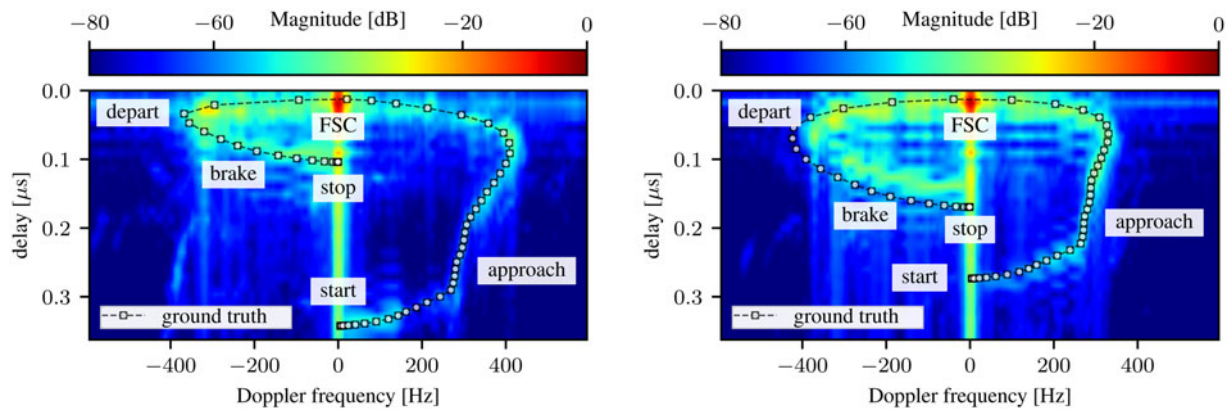 Magnitude [dB]
−80 −60 −40 −20 0
depart
FSC
brake
stop
approach
start
ground truth
0.0
0.1
0.2
0.3
delay [μs]
−400 −200 0 200 400
Doppler frequency [Hz]
Magnitude [dB]
−80 −60 −40 −20 0
depart
FSC
brake
stop
approach
start
ground truth
0.0
0.1
0.2
0.3
delay [μs]
−400 −200 0 200 400
Doppler frequency [Hz]